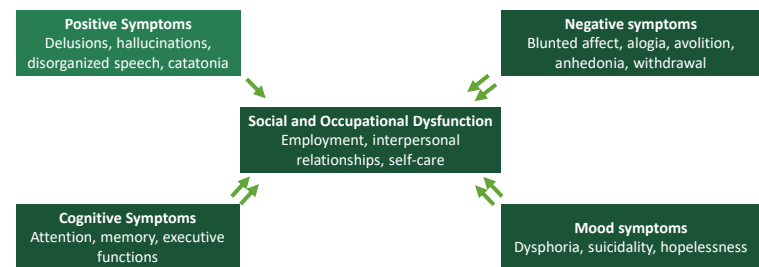 Positive Symptoms
Delusions, hallucinations,
disorganized speech, catatonia
Negative symptoms
Blunted affect, alogia, avolition,
anhedonia, withdrawal
Social and Occupational Dysfunction
Employment, interpersonal
relationships, self-care
Cognitive Symptoms
Attention, memory, executive
functions
Mood symptoms
Dysphoria, suicidality, hopelessness